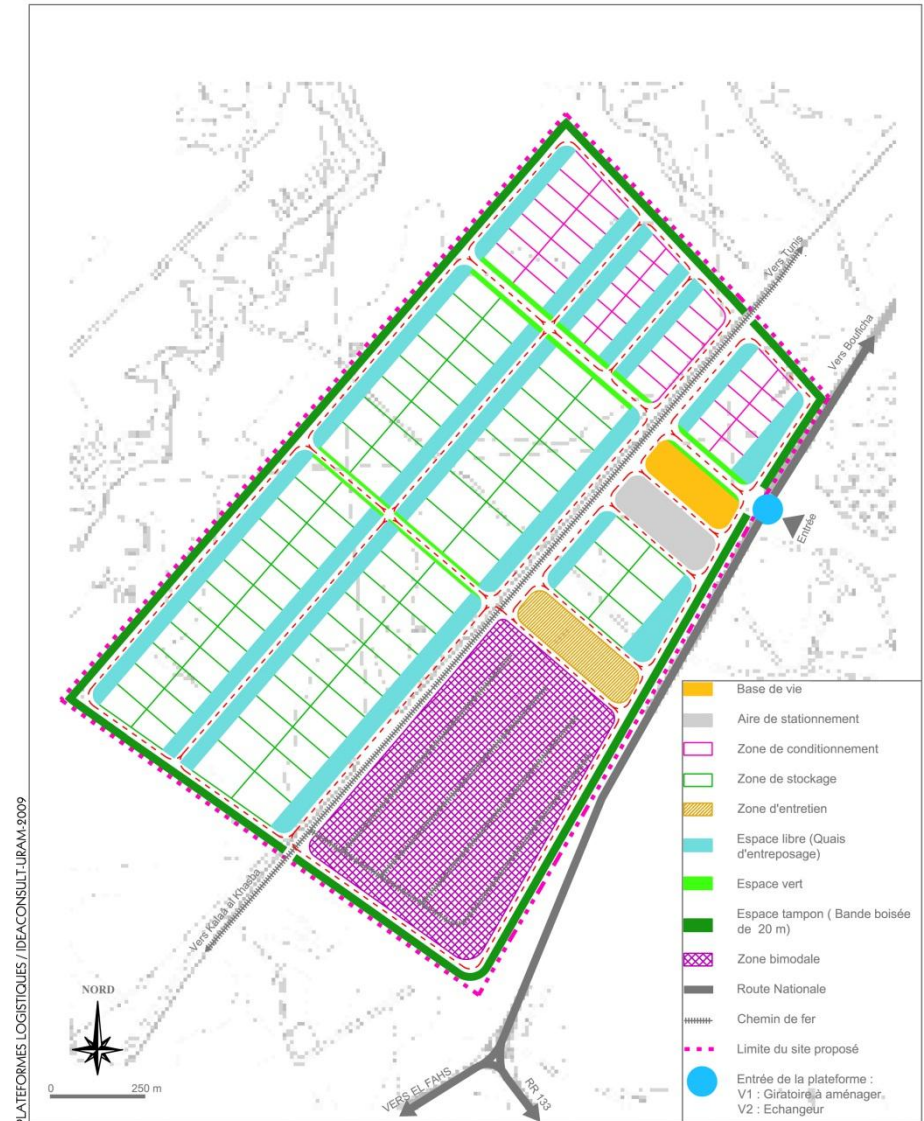 Vers Tunis
Vers Bouficha
Entrée
Vers Kalaa al Khasba
NORD
0 250 m
VERS EL FAHS
RR 133
PLATEFORMES LOGISTIQUES / IDEACONSULT-URAM-2009
Base de vie
Aire de stationnement
Zone de conditionnement
Zone de stockage
Zone d'entretien
Espace libre (Quais
d'entreposage)
Espace vert
Espace tampon ( Bande boisée
de 20 m)
Zone bimodale
Route Nationale
Chemin de fer
Limite du site proposé
Entrée de la plateforme :
V1 : Giratoire à aménager
V2 : Echangeur